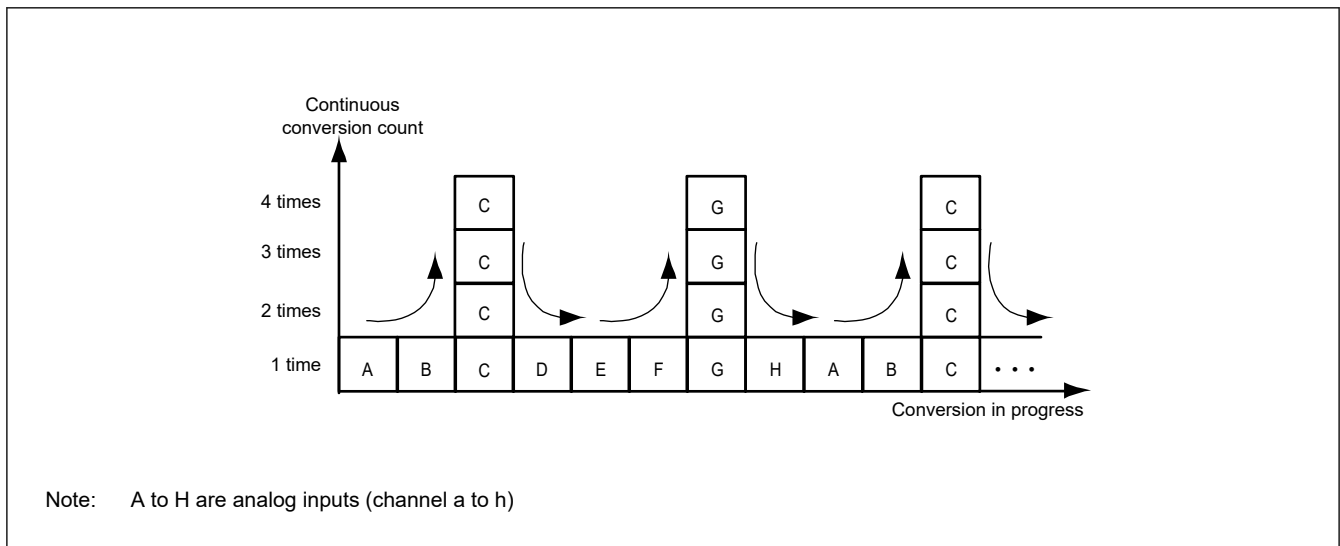 Continuous
conversion count
4 times
C
G
C
3 times
C
G
C
2 times
C
G
C
1 time
A
B
C
D
E
F
G
H
A
B
C
• • •
Conversion in progress
Note: A to H are analog inputs (channel a to h)